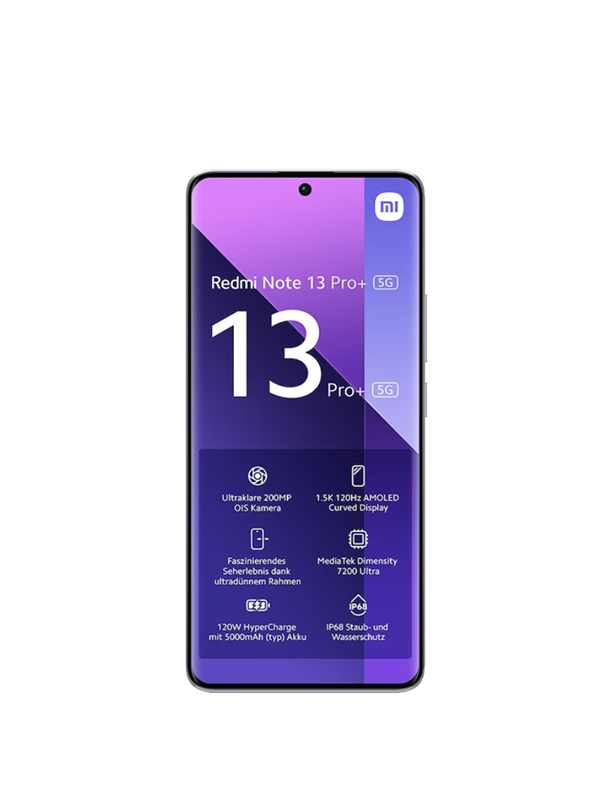 mi
Redmi Note 13 Pro+ 5G
13 Pro+ 5G
Ultraklare 200MP
OIS Kamera
1.5K 120Hz AMOLED
Curved Display
Faszinierendes
Seherlebnis dank
ultradünnem Rahmen
MediaTek Dimensity
7200 Ultra
IP68
120W HyperCharge
mit 5000mAh (typ) Akku
IP68 Staub- und
Wasserschutz